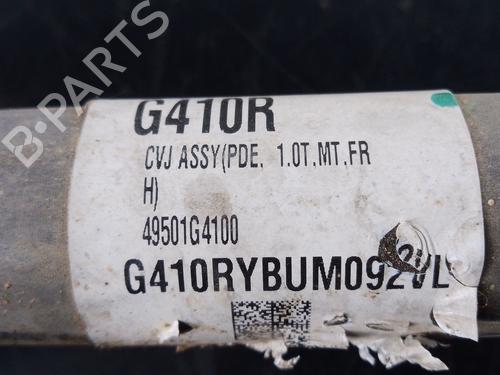 G410R
CVJ ASSY(PDE, 1.0T,MT,FR
H)
49501G4100
G410RYBUM092VL
B-PARTS